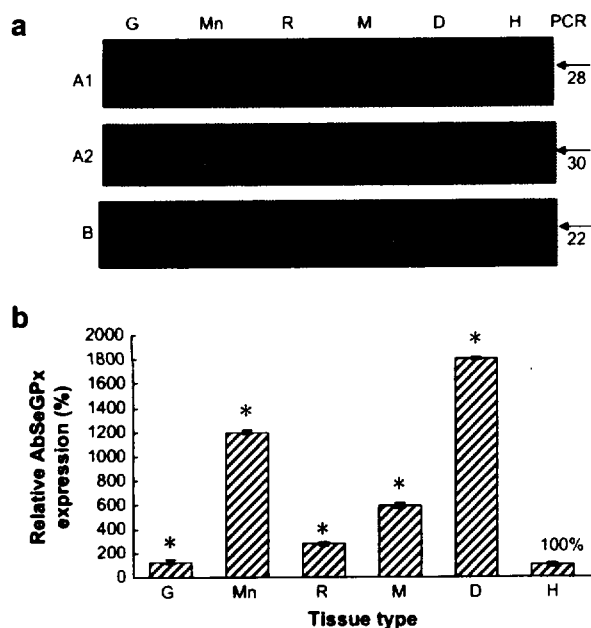 a
G Mn R M D H PCR
A1
28
A2
30
B
22
b
Relative AbSeGPx
expression (%)
2000
1800
1600
1400
1200
1000
800
600
400
200
0
*
*
*
*
*
100%
G Mn R M D H
Tissue type